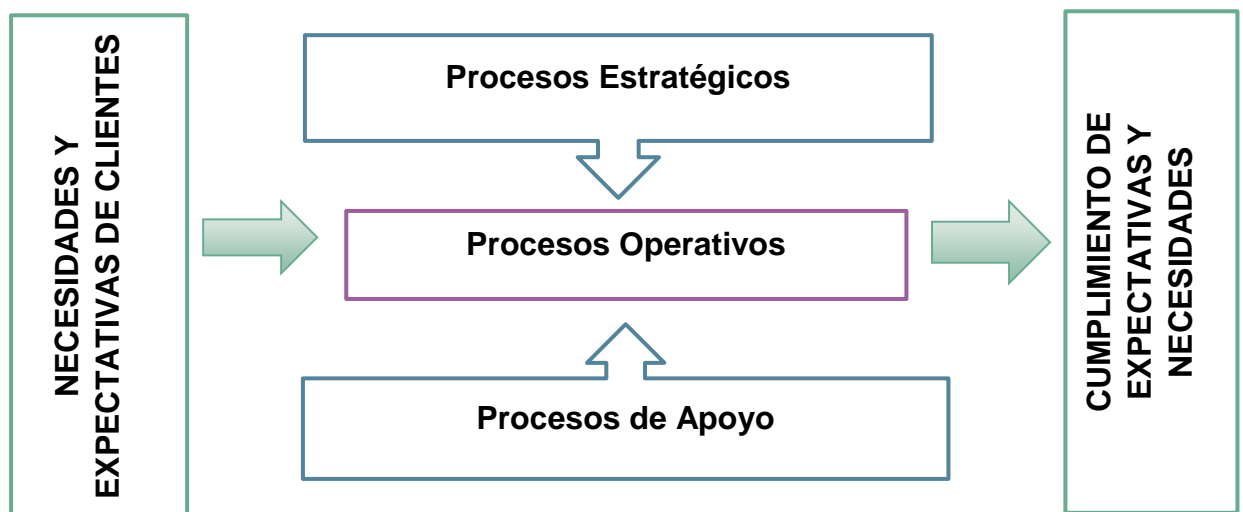 NECESIDADES Y
EXPECTATIVAS DE CLIENTES
Procesos Estratégicos
Procesos Operativos
Procesos de Apoyo
CUMPLIMIENTO DE
EXPECTATIVAS Y
NECESIDADES